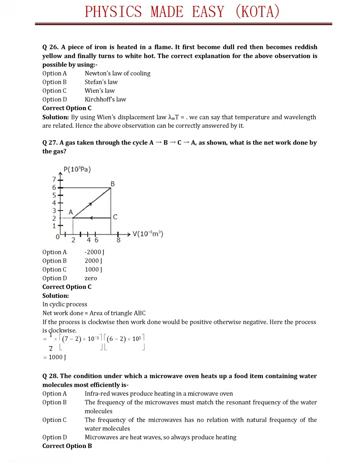 PHYSICS MADE EASY (KOTA)
Q 26. A piece of iron is heated in a flame. It first become dull red then becomes reddish
yellow and finally turns to white hot. The correct explanation for the above observation is
possible by using:-
Option A Newton's law of cooling
Option B Stefan's law
Option C Wien's law
Option D Kirchhoff's law
Correct Option C
Solution: By using Wien's displacement law λmT = . we can say that temperature and wavelength
are related. Hence the above observation can be correctly answered by it.
Q 27. A gas taken through the cycle A → B → C → A, as shown, what is the net work done by
the gas?
P(10⁵Pa)
7
6
5
4
3
2
1
0
A
B
C
2 4 6 8
V(10⁻³m³)
Option A -2000 J
Option B 2000 J
Option C 1000 J
Option D zero
Correct Option C
Solution:
In cyclic process
Net work done = Area of triangle ABC
If the process is clockwise then work done would be positive otherwise negative. Here the process
is clockwise.
= 1/2 × [(7 − 2) × 10⁻³][(6 − 2) × 10⁵]
= 1000 J
Q 28. The condition under which a microwave oven heats up a food item containing water
molecules most efficiently is-
Option A Infra-red waves produce heating in a microwave oven
Option B The frequency of the microwaves must match the resonant frequency of the water
molecules
Option C The frequency of the microwaves has no relation with natural frequency of the
water molecules
Option D Microwaves are heat waves, so always produce heating
Correct Option B